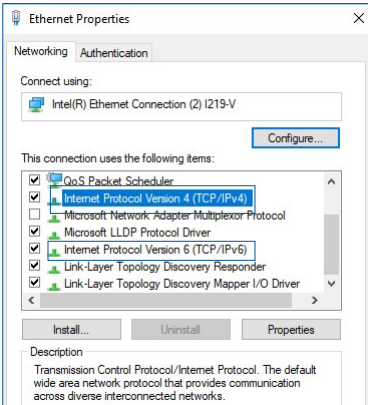 Ethernet Properties
Networking Authentication
Connect using:
Intel(R) Ethernet Connection (2) I219-V
Configure...
This connection uses the following items:
QoS Packet Scheduler
Internet Protocol Version 4 (TCP/IPv4)
Microsoft Network Adapter Multiplexor Protocol
Microsoft LLDP Protocol Driver
Internet Protocol Version 6 (TCP/IPv6)
Link-Layer Topology Discovery Responder
Link-Layer Topology Discovery Mapper I/O Driver
Install... Uninstall Properties
Description
Transmission Control Protocol/Internet Protocol. The default
wide area network protocol that provides communication
across diverse interconnected networks.